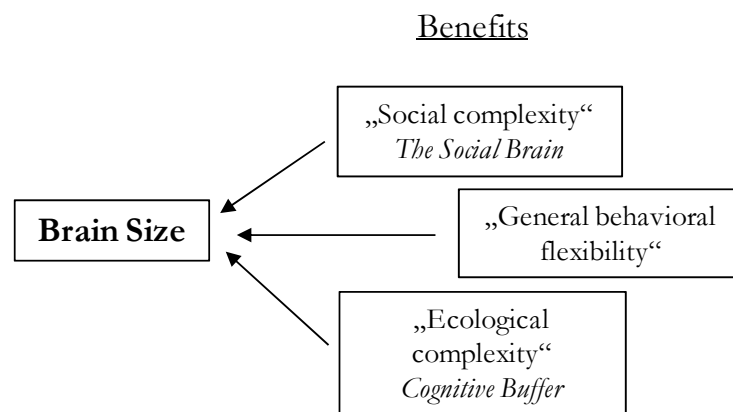 Benefits
„Social complexity“
The Social Brain
Brain Size
„General behavioral
flexibility“
„Ecological
complexity“
Cognitive Buffer